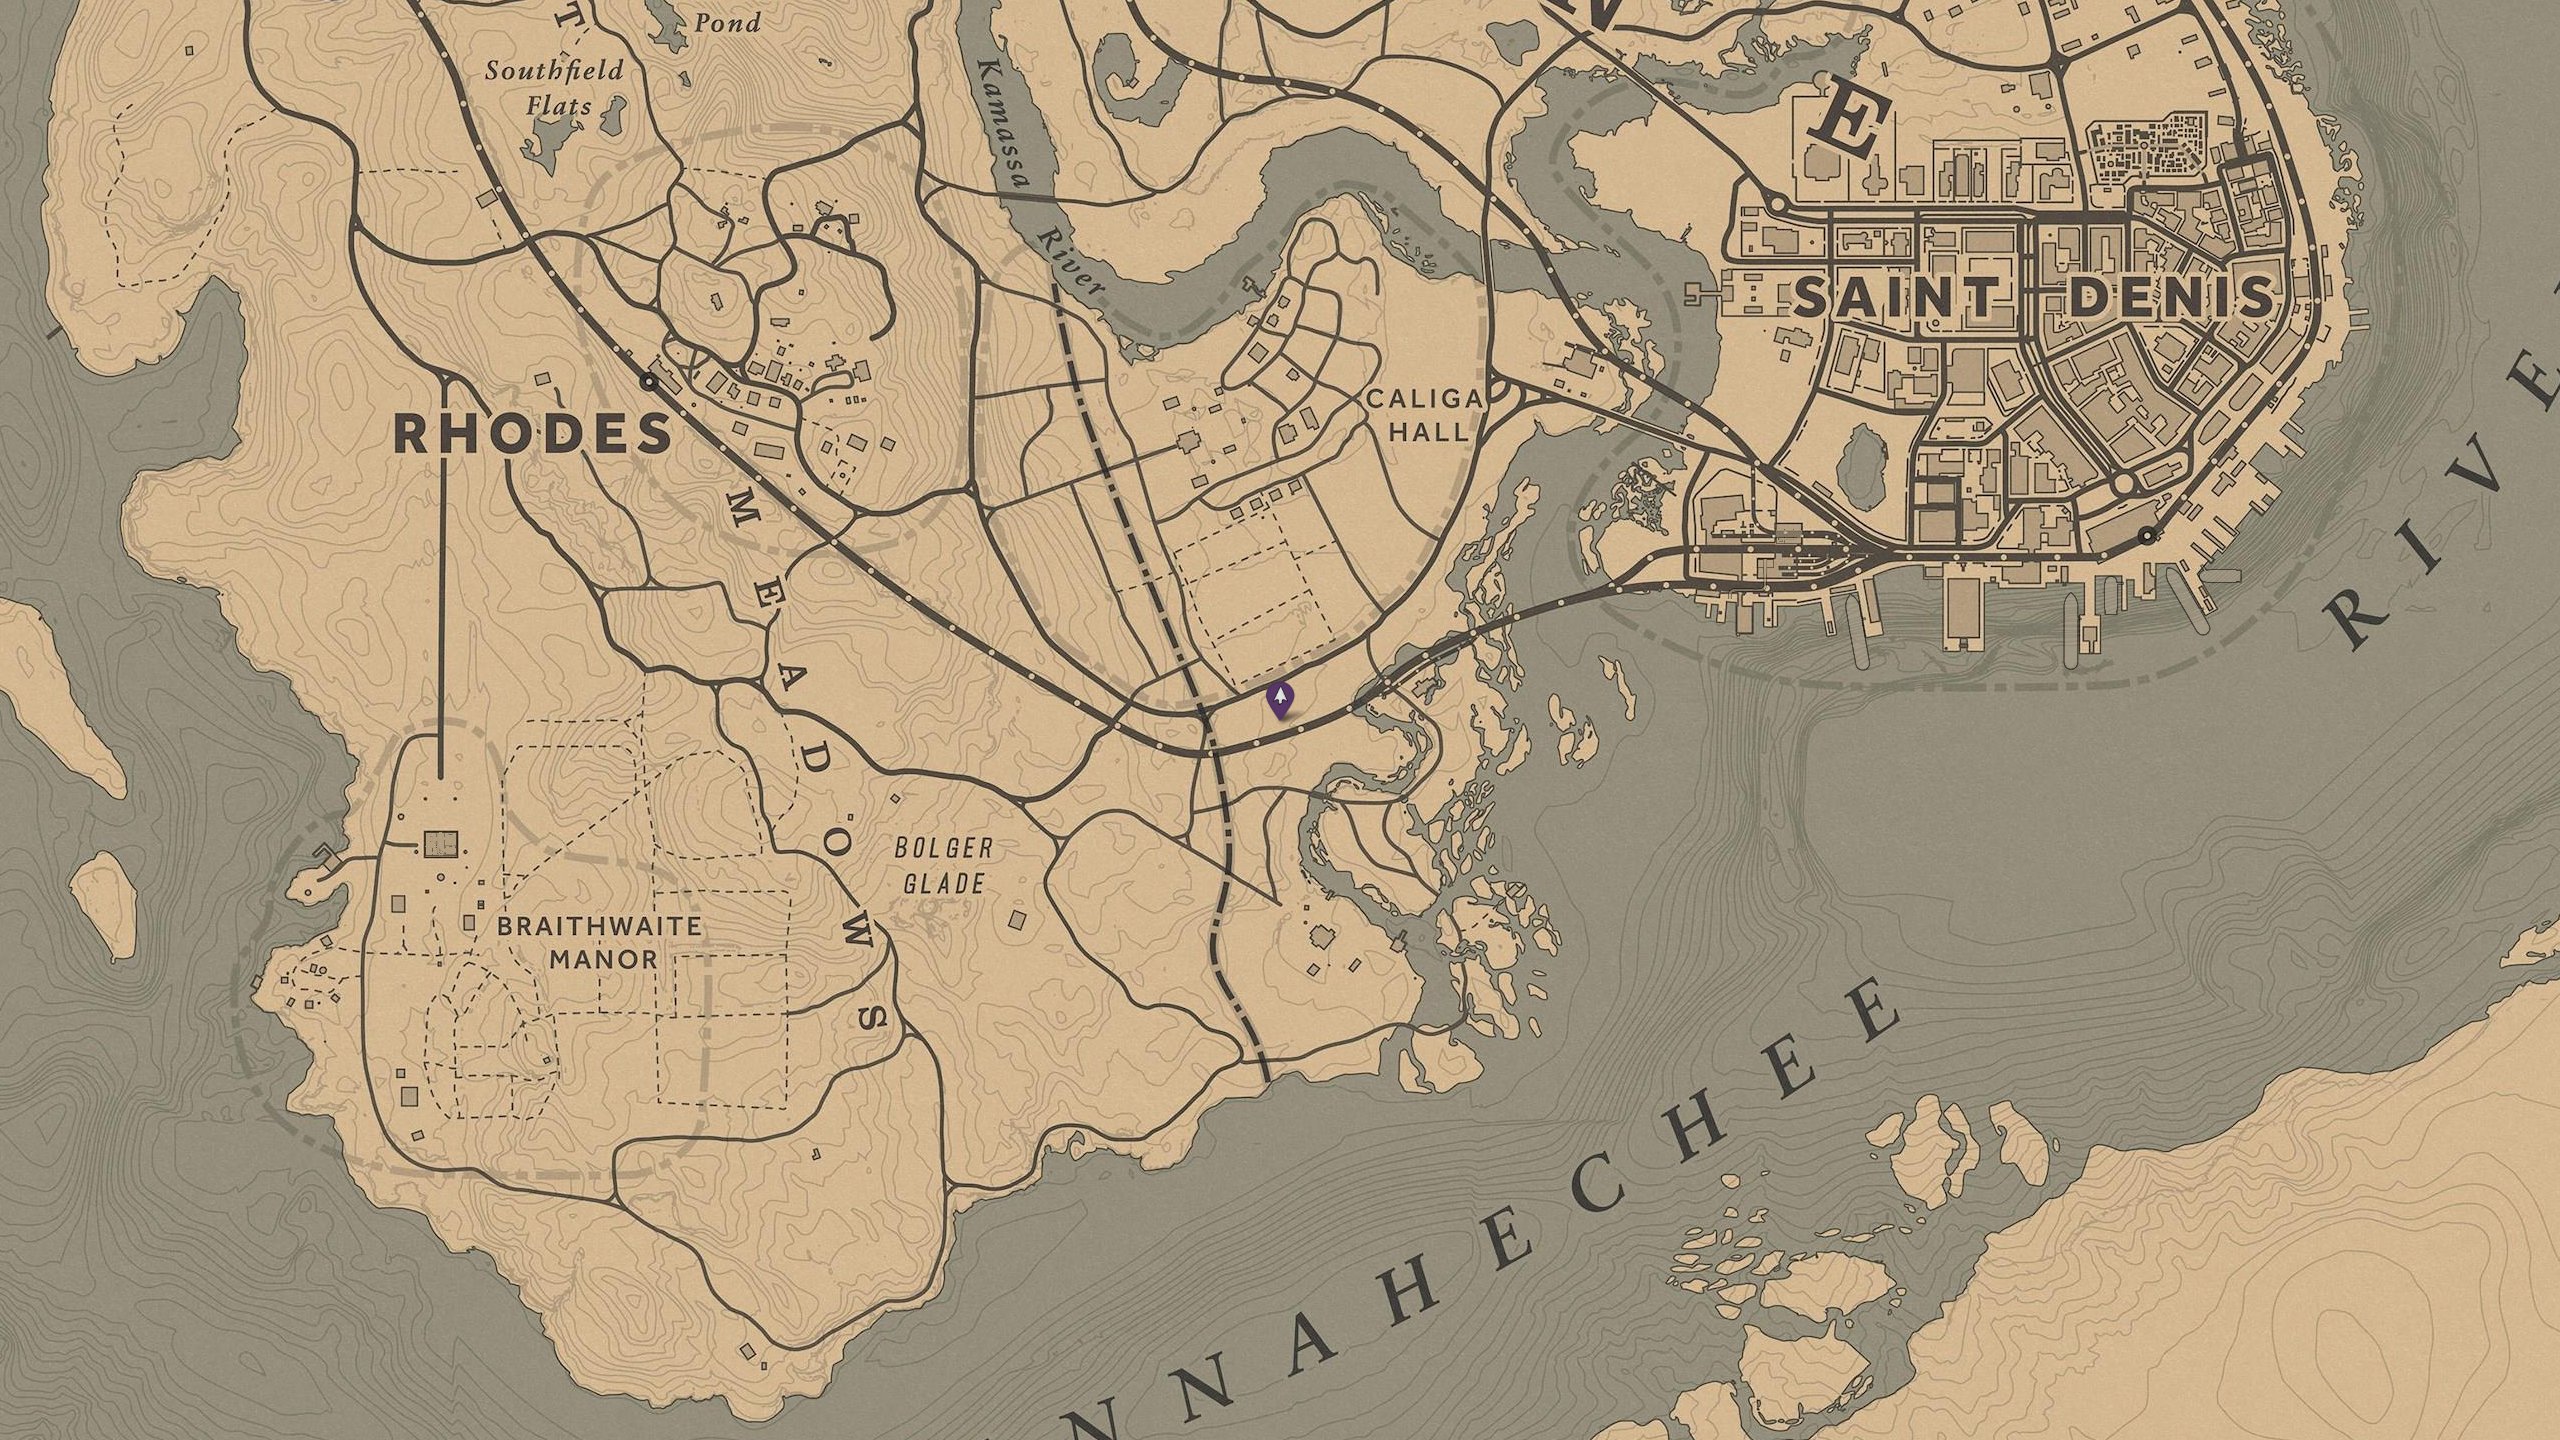 Pond
Southfield
Flats
Kamassa
River
T
N
E
SAINT DENIS
CALIGA
HALL
RHODES
MEADOWS
BOLGER
GLADE
BRAITHWAITE
MANOR
NNAHECHEE
RIVE